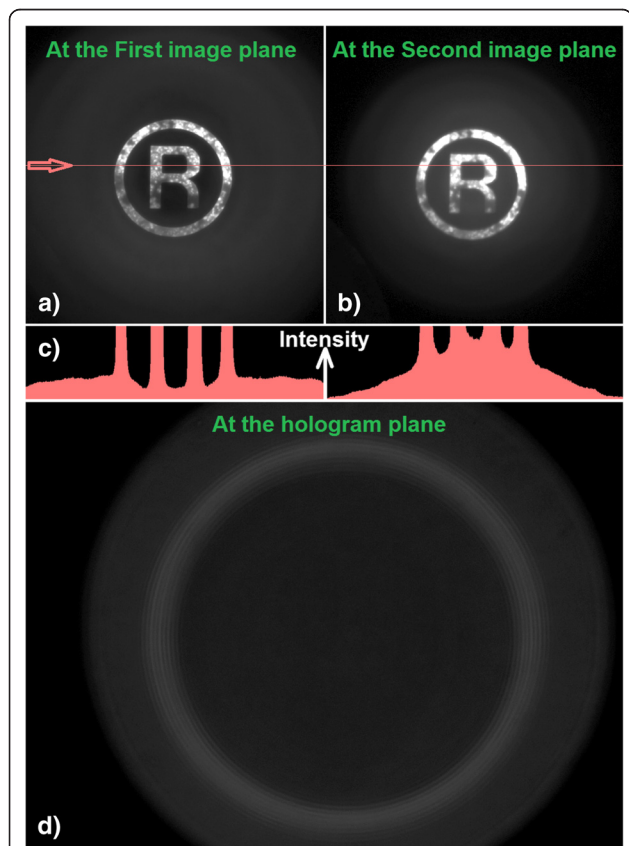 At the First image plane
At the Second image plane
R
R
a)
b)
c)
Intensity
At the hologram plane
d)